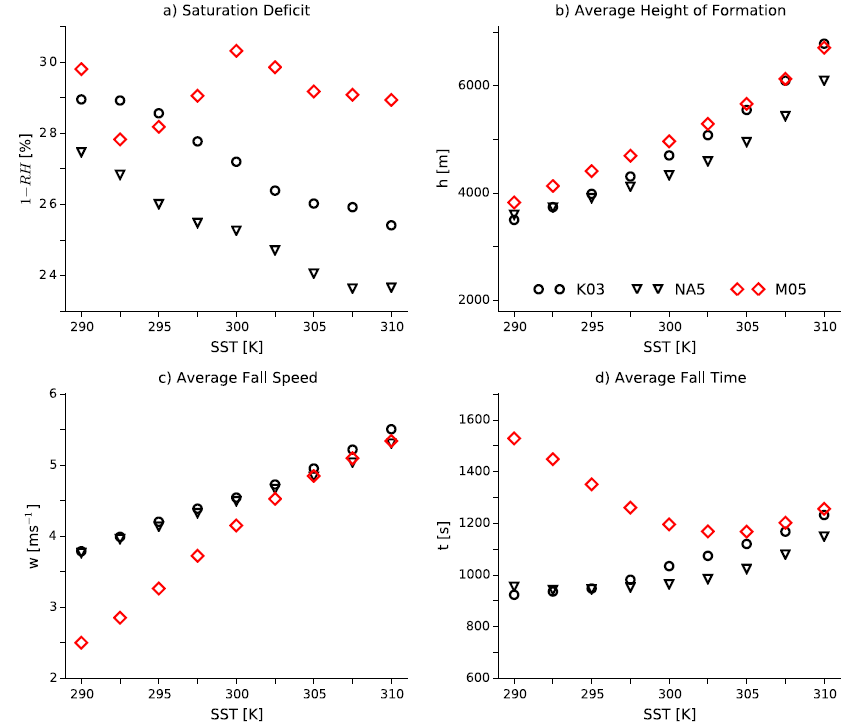 a) Saturation Deficit
30
28
26
24
1−RH [%]
290 295 300 305 310
SST [K]
b) Average Height of Formation
6000
4000
2000
h [m]
K03 NA5 M05
290 295 300 305 310
SST [K]
c) Average Fall Speed
6
5
4
3
2
w [ms⁻¹]
290 295 300 305 310
SST [K]
d) Average Fall Time
1600
1400
1200
1000
800
600
t [s]
290 295 300 305 310
SST [K]